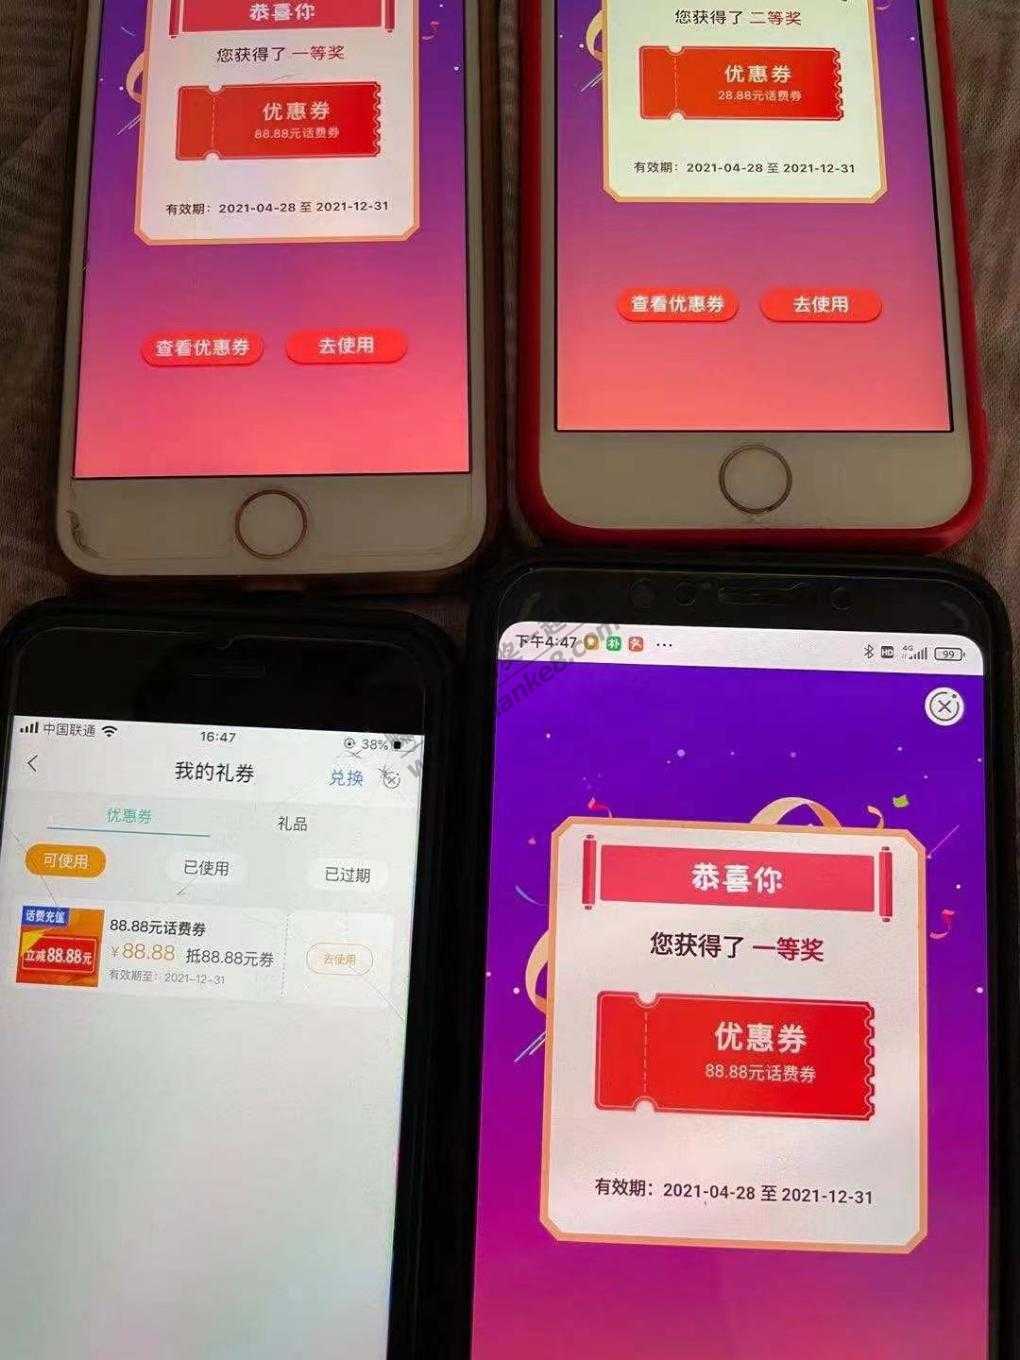 恭喜你
您获得了 一等奖
优惠券
88.88元话费券
有效期：2021-04-28 至 2021-12-31
查看优惠券
去使用
您获得了 二等奖
优惠券
28.88元话费券
有效期：2021-04-28 至 2021-12-31
查看优惠券
去使用
中国联通
16:47
38%
我的礼券
兑换
优惠券
礼品
可使用
已使用
已过期
话费充值
立减88.88元
88.88元话费券
¥88.88 抵88.88元券
有效期至：2021-12-31
去使用
下午4:47
补
HD
4G
99
恭喜你
您获得了 一等奖
优惠券
88.88元话费券
有效期：2021-04-28 至 2021-12-31